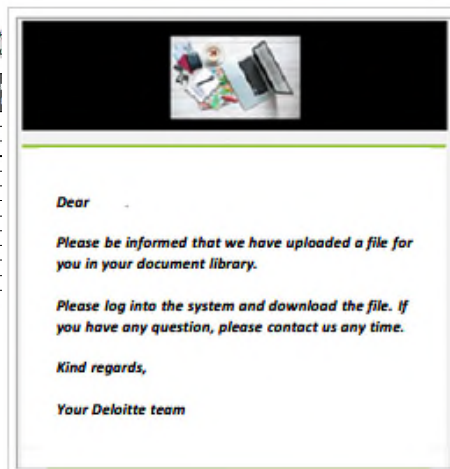 Dear
Please be informed that we have uploaded a file for
you in your document library.
Please log into the system and download the file. If
you have any question, please contact us any time.
Kind regards,
Your Deloitte team